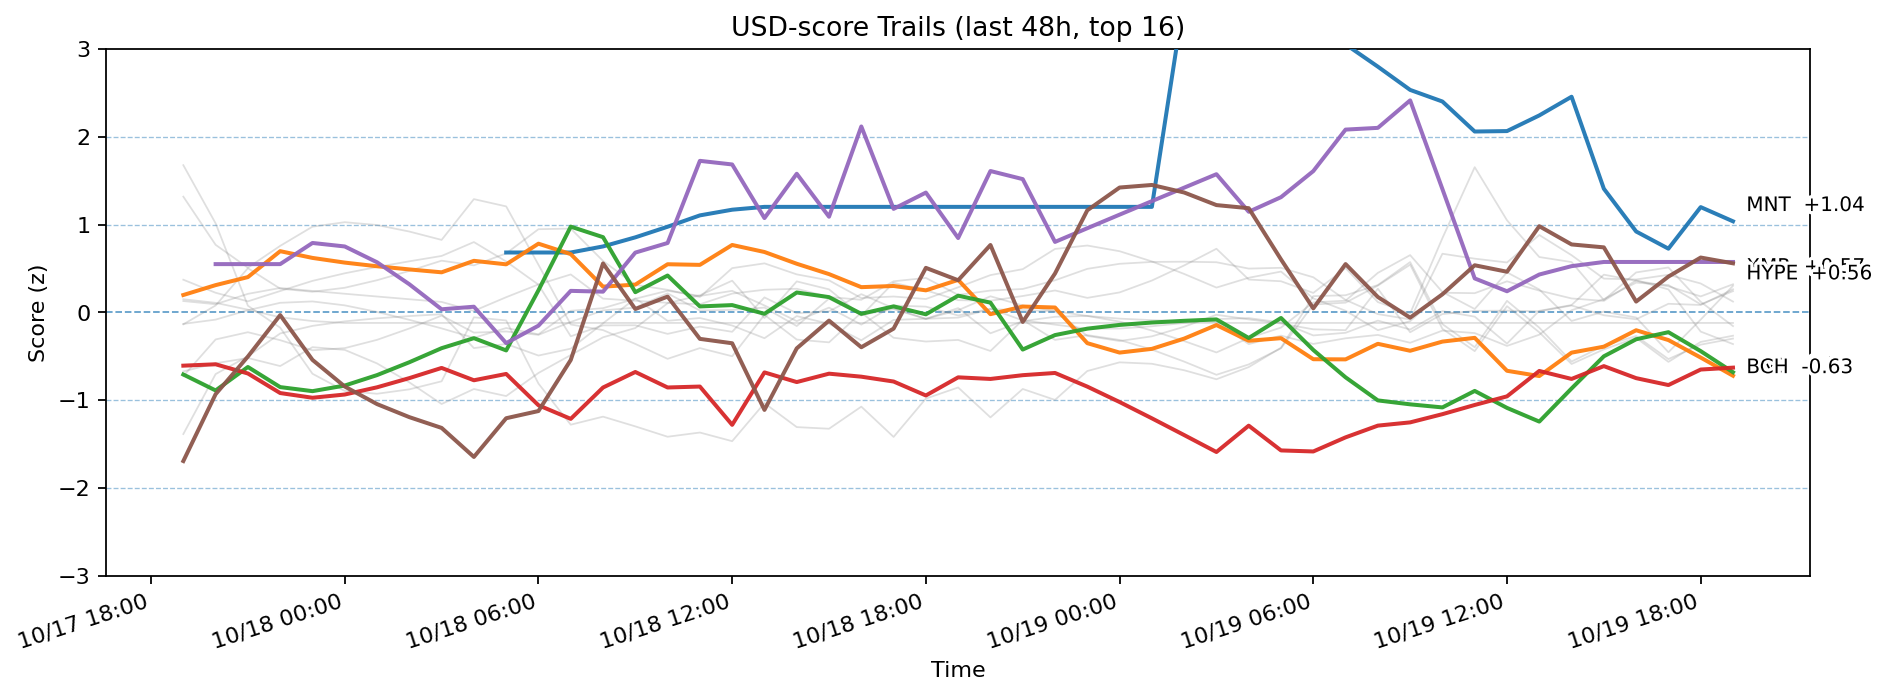 USD-score Trails (last 48h, top 16)
Score (z)
3
2
1
0
−1
−2
−3
MNT +1.04
HYPE +0.56
BCH -0.63
10/17 18:00
10/18 00:00
10/18 06:00
10/18 12:00
10/18 18:00
10/19 00:00
10/19 06:00
10/19 12:00
10/19 18:00
Time